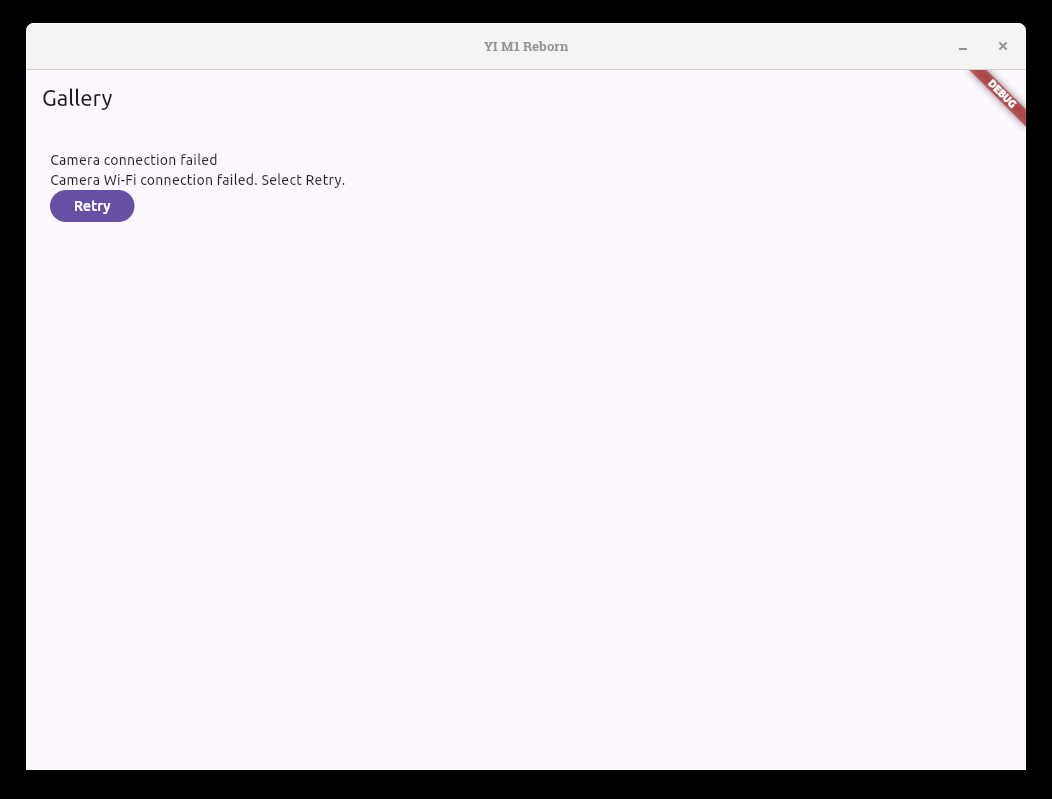 YI M1 Reborn
DEBUG
Gallery
Camera connection failed
Camera Wi-Fi connection failed. Select Retry.
Retry